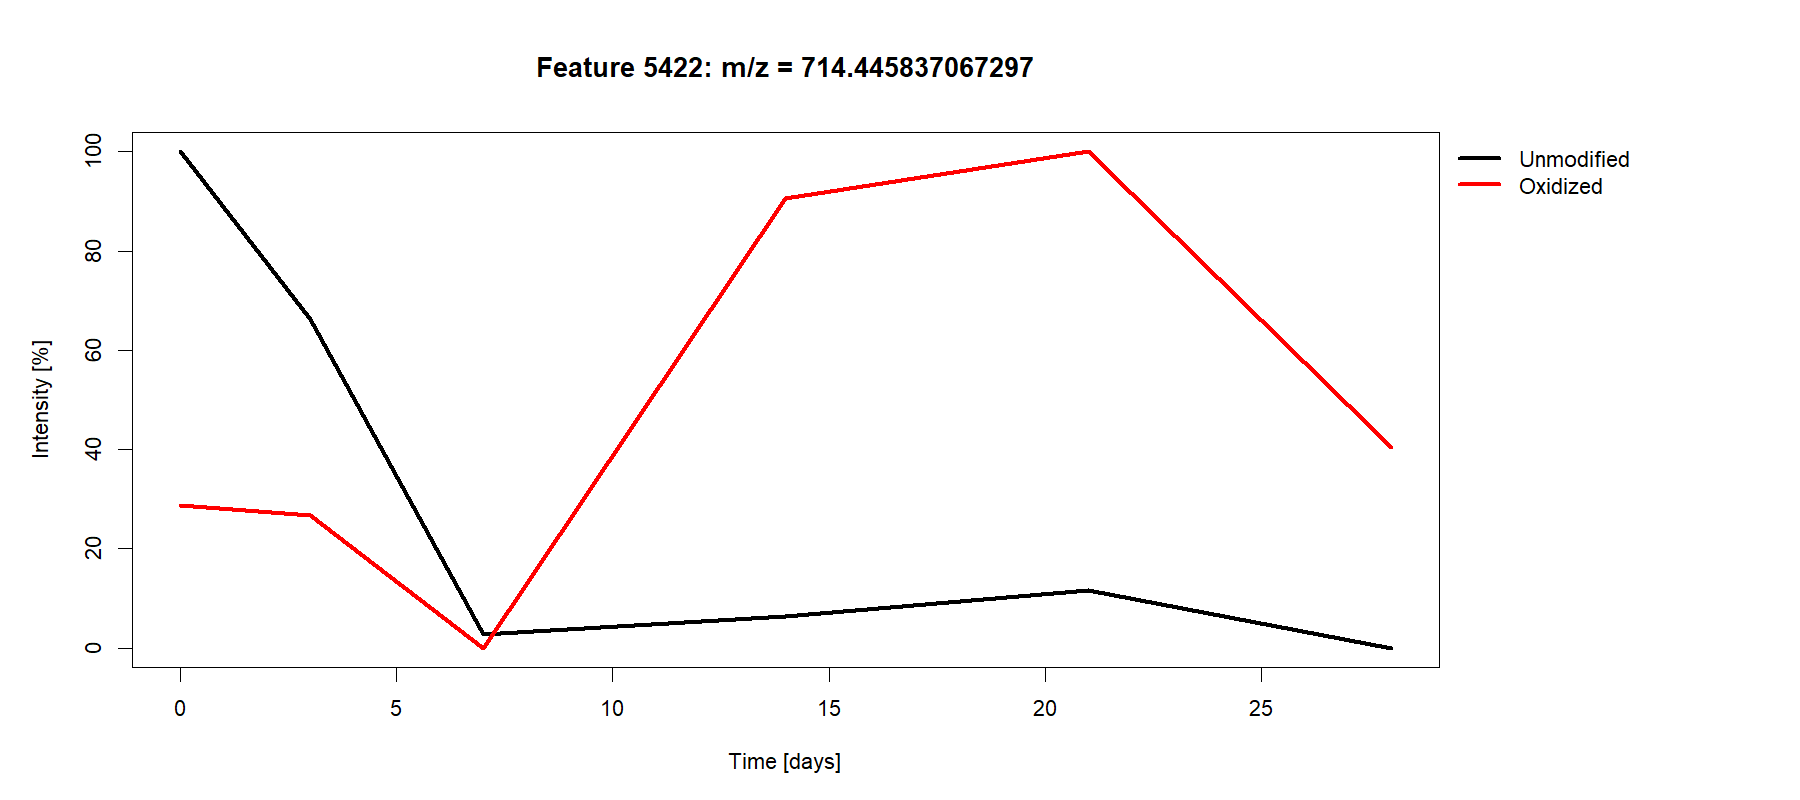 Feature 5422: m/z = 714.445837067297
Unmodified
Oxidized
Intensity [%]
100
80
60
40
20
0
0 5 10 15 20 25
Time [days]